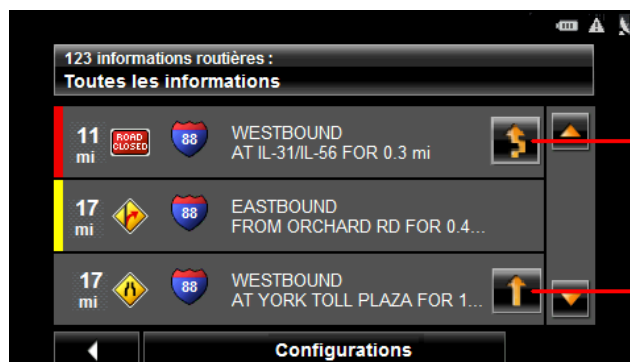 123 informations routières :
Toutes les informations
11
mi
ROAD
CLOSED
88
WESTBOUND
AT IL-31/IL-56 FOR 0.3 mi
17
mi
88
EASTBOUND
FROM ORCHARD RD FOR 0.4...
17
mi
88
WESTBOUND
AT YORK TOLL PLAZA FOR 1...
Configurations